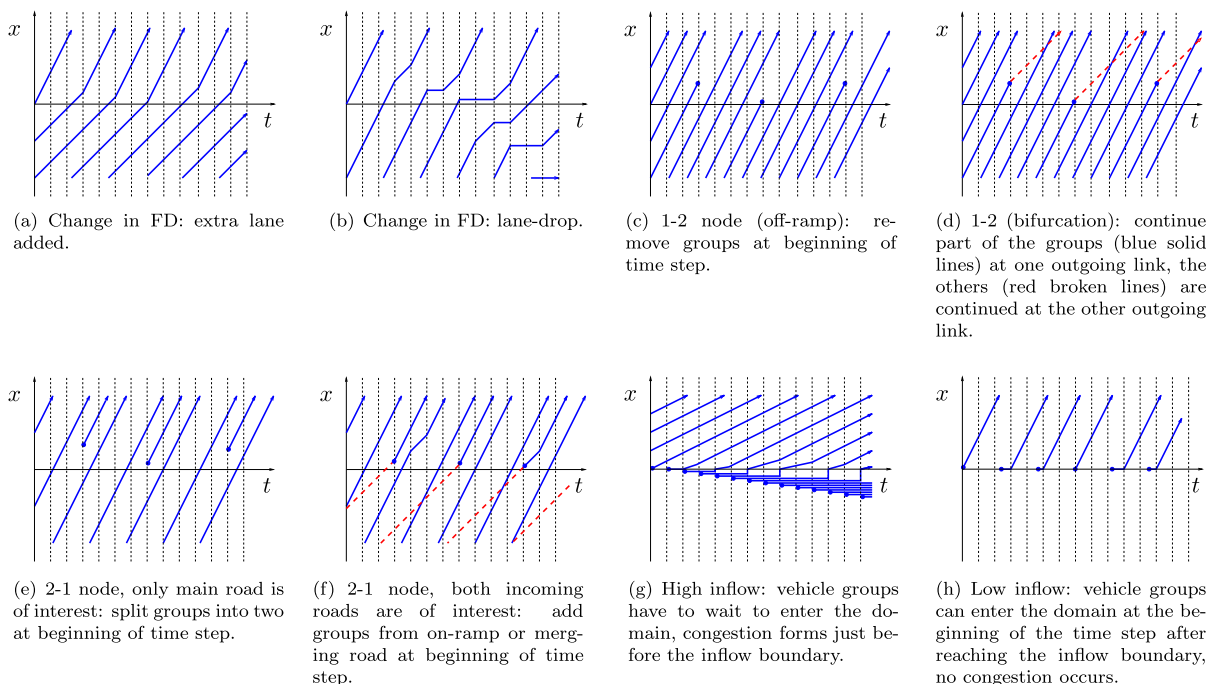 x
t
(a) Change in FD: extra lane
added.
x
t
(b) Change in FD: lane-drop.
x
t
(c) 1-2 node (off-ramp): re-
move groups at beginning of
time step.
x
t
(d) 1-2 (bifurcation): continue
part of the groups (blue solid
lines) at one outgoing link, the
others (red broken lines) are
continued at the other outgoing
link.
x
t
(e) 2-1 node, only main road is
of interest: split groups into two
at beginning of time step.
x
t
(f) 2-1 node, both incoming
roads are of interest: add
groups from on-ramp or merg-
ing road at beginning of time
step.
x
t
(g) High inflow: vehicle groups
have to wait to enter the do-
main, congestion forms just be-
fore the inflow boundary.
x
t
(h) Low inflow: vehicle groups
can enter the domain at the be-
ginning of the time step after
reaching the inflow boundary,
no congestion occurs.